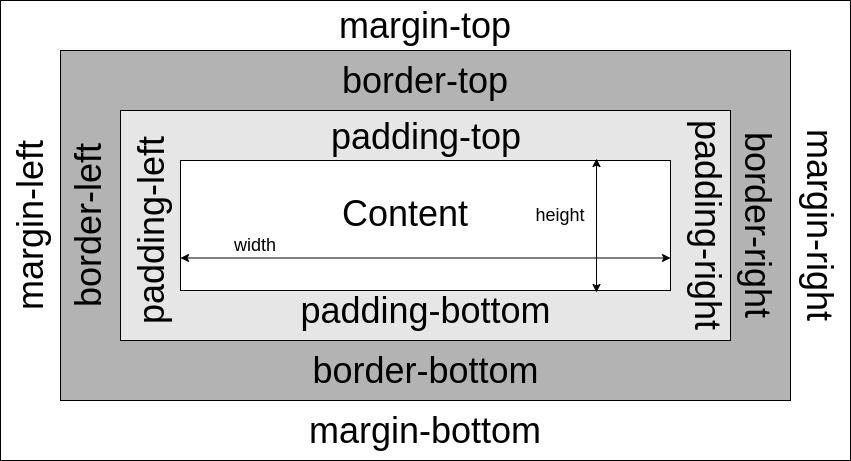 margin-top
border-top
padding-top
margin-left
border-left
padding-left
Content
height
width
padding-right
border-right
margin-right
padding-bottom
border-bottom
margin-bottom